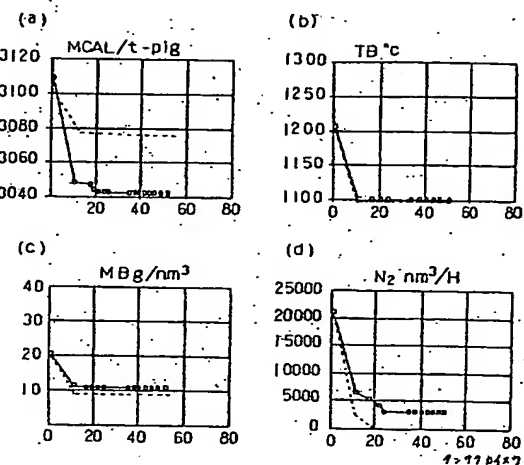 (a)
MCAL/t-pig
3120
3100
3080
3060
3040
0 20 40 60 80
(b)
TB °c
1300
1250
1200
1150
1100
0 20 40 60 80
(c)
MBg/nm³
40
30
20
10
0 20 40 60 80
(d)
N₂ nm³/H
25000
20000
15000
10000
5000
0
0 20 40 60 80